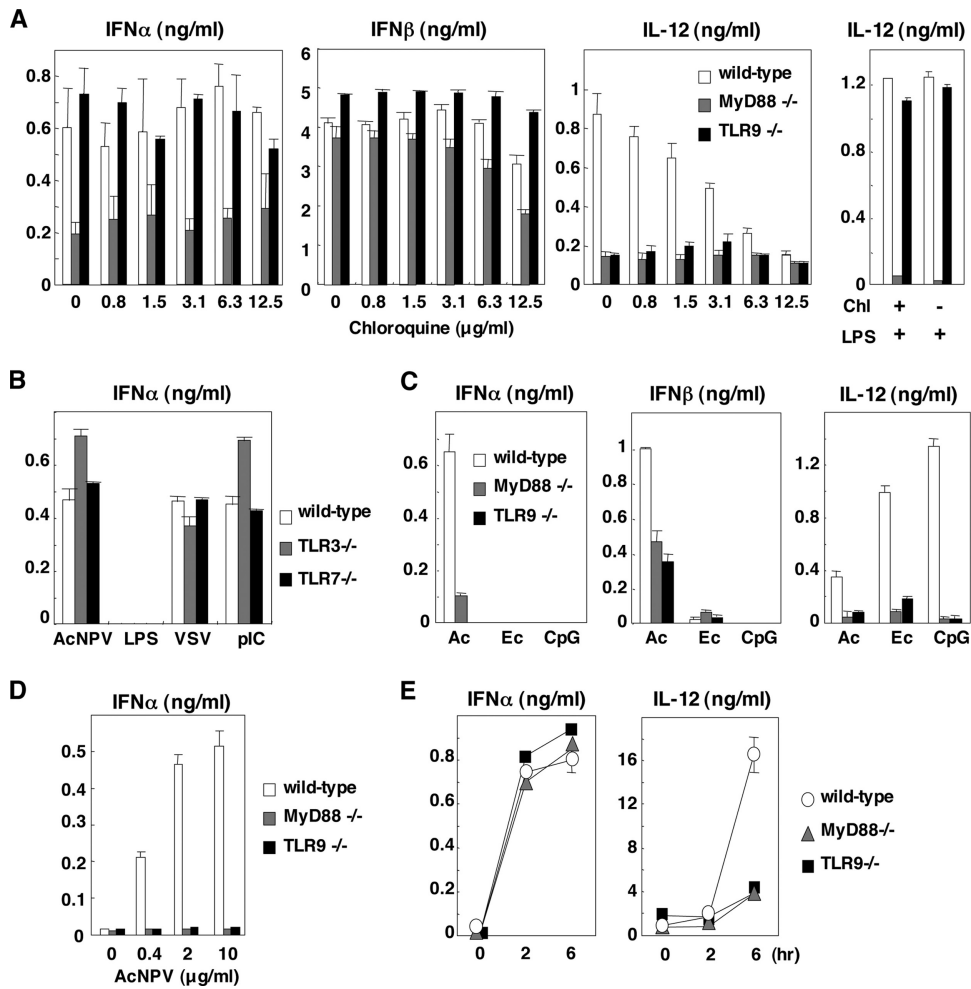 A
IFNα (ng/ml)
IFNβ (ng/ml)
IL-12 (ng/ml)
IL-12 (ng/ml)
0.8
0.6
0.4
0.2
0
0 0.8 1.5 3.1 6.3 12.5
6
5
4
3
2
1
0
0 0.8 1.5 3.1 6.3 12.5
Chloroquine (μg/ml)
1
0.8
0.6
0.4
0.2
0
0 0.8 1.5 3.1 6.3 12.5
wild-type
MyD88 -/-
TLR9 -/-
1.2
1.2
0.4
0
Chl + -
LPS + +
B
IFNα (ng/ml)
0.6
0.4
0.2
0
AcNPV LPS VSV pIC
wild-type
TLR3-/-
TLR7-/-
C
IFNα (ng/ml)
IFNβ (ng/ml)
IL-12 (ng/ml)
0.6
0.4
0.2
0
Ac Ec CpG
wild-type
MyD88 -/-
TLR9 -/-
1
0.8
0.6
0.4
0.2
0
Ac Ec CpG
1.2
0.8
0.4
0
Ac Ec CpG
D
IFNα (ng/ml)
0.5
0.4
0.3
0.2
0.1
0
0 0.4 2 10
AcNPV (μg/ml)
wild-type
MyD88 -/-
TLR9 -/-
E
IFNα (ng/ml)
IL-12 (ng/ml)
0.8
0.6
0.4
0.2
0
0 2 6
16
12
8
4
0
0 2 6 (hr)
wild-type
MyD88-/-
TLR9-/-